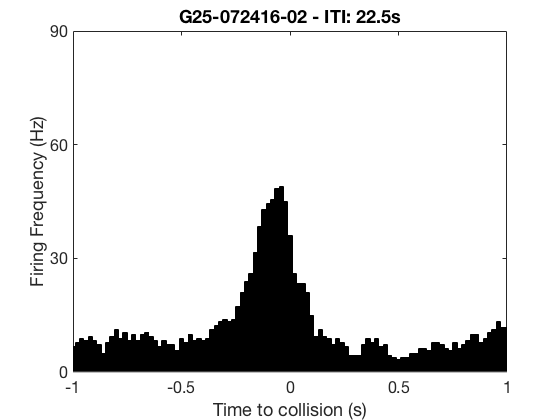 G25-072416-02 - ITI: 22.5s
Firing Frequency (Hz)
90
60
30
0
-1 -0.5 0 0.5 1
Time to collision (s)